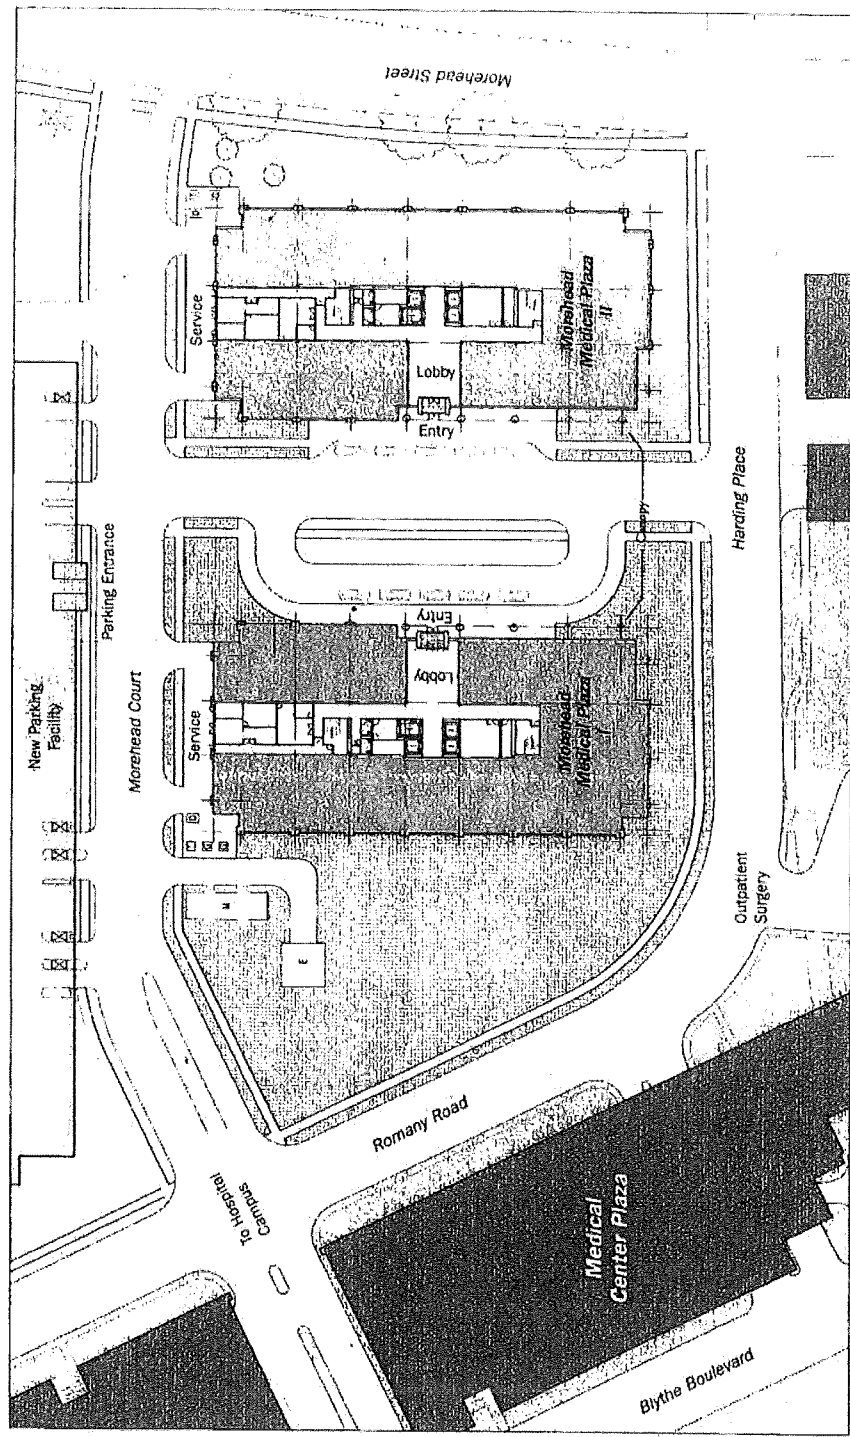 Morehead Street
Service
Morehead
Medical Plaza
II
Lobby
Entry
Canopy
Harding Place
Parking Entrance
New Parking
Facility
Morehead Court
Entry
Lobby
Service
Morehead
Medical Plaza
I
M
E
Outpatient
Surgery
Romany Road
To Hospital
Campus
Medical
Center Plaza
Blythe Boulevard